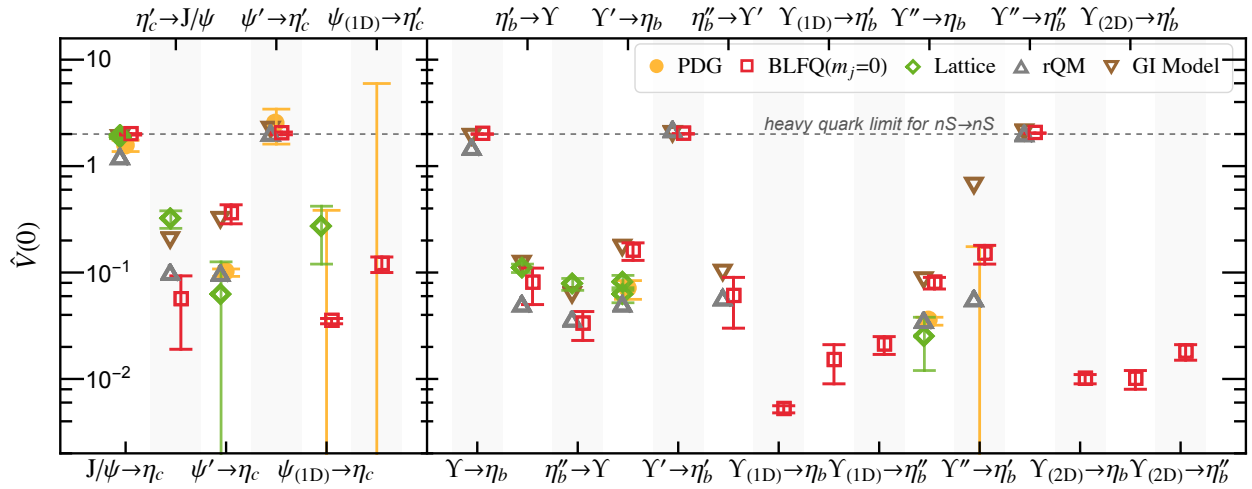 η′c→J/ψ ψ′→η′c ψ(1D)→η′c η′b→Υ Υ′→ηb η″b→Υ′ Υ(1D)→η′b Υ″→ηb Υ″→η″b Υ(2D)→η′b
PDG BLFQ(mj=0) Lattice rQM GI Model
10
heavy quark limit for nS→nS
1
V̂(0)
10⁻¹
10⁻²
J/ψ→ηc ψ′→ηc ψ(1D)→ηc Υ→ηb η″b→Υ Υ′→η′b Υ(1D)→ηb Υ(1D)→η″b Υ″→η′b Υ(2D)→ηb Υ(2D)→η″b